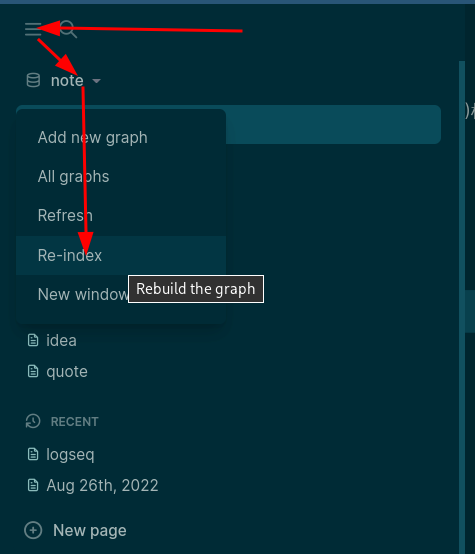 note
Add new graph
All graphs
Refresh
Re-index
Rebuild the graph
New window
idea
quote
RECENT
logseq
Aug 26th, 2022
New page